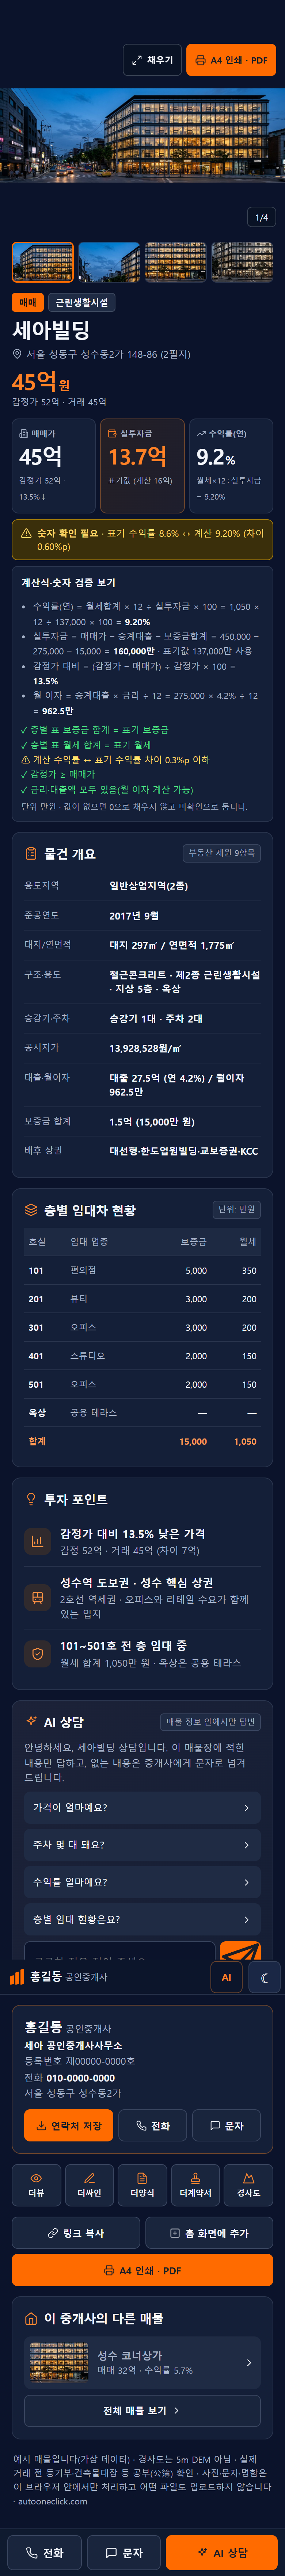 채우기
A4 인쇄 · PDF
1/4
매매
근린생활시설
세아빌딩
서울 성동구 성수동2가 148-86 (2필지)
45억원
감정가 52억 · 거래 45억
매매가
45억
감정가 52억 ·
13.5%↓
실투자금
13.7억
표기값 (계산 16억)
수익률(연)
9.2%
월세×12÷실투자금
= 9.20%
숫자 확인 필요 · 표기 수익률 8.6% ↔ 계산 9.20% (차이
0.60%p)
계산식·숫자 검증 보기
• 수익률(연) = 월세합계 × 12 ÷ 실투자금 × 100 = 1,050 ×
12 ÷ 137,000 × 100 = 9.20%
• 실투자금 = 매매가 − 승계대출 − 보증금합계 = 450,000 −
275,000 − 15,000 = 160,000만 · 표기값 137,000만 사용
• 감정가 대비 = (감정가 − 매매가) ÷ 감정가 × 100 =
13.5%
• 월 이자 = 승계대출 × 금리 ÷ 12 = 275,000 × 4.2% ÷ 12
= 962.5만
✓ 층별 표 보증금 합계 = 표기 보증금
✓ 층별 표 월세 합계 = 표기 월세
⚠ 계산 수익률 ↔ 표기 수익률 차이 0.3%p 이하
✓ 감정가 ≥ 매매가
✓ 금리·대출액 모두 있음(월 이자 계산 가능)
단위 만원 · 값이 없으면 0으로 채우지 않고 미확인으로 둡니다.
물건 개요
부동산 제원 9항목
용도지역
일반상업지역(2종)
준공연도
2017년 9월
대지/연면적
대지 297㎡ / 연면적 1,775㎡
구조·용도
철근콘크리트 · 제2종 근린생활시설
· 지상 5층 · 옥상
승강기·주차
승강기 1대 · 주차 2대
공시지가
13,928,528원/㎡
대출·월이자
대출 27.5억 (연 4.2%) / 월이자
962.5만
보증금 합계
1.5억 (15,000만 원)
배후 상권
대선형·한도업원빌딩·교보증권·KCC
층별 임대차 현황
단위: 만원
호실 임대 업종 보증금 월세
101 편의점 5,000 350
201 뷰티 3,000 200
301 오피스 3,000 200
401 스튜디오 2,000 150
501 오피스 2,000 150
옥상 공용 테라스 — —
합계 15,000 1,050
투자 포인트
감정가 대비 13.5% 낮은 가격
감정 52억 · 거래 45억 (차이 7억)
성수역 도보권 · 성수 핵심 상권
2호선 역세권 · 오피스와 리테일 수요가 함께
있는 입지
101~501호 전 층 임대 중
월세 합계 1,050만 원 · 옥상은 공용 테라스
AI 상담
매물 정보 안에서만 답변
안녕하세요, 세아빌딩 상담입니다. 이 매물장에 적힌
내용만 답하고, 없는 내용은 중개사에게 문자로 넘겨
드립니다.
가격이 얼마예요?
주차 몇 대 돼요?
수익률 얼마예요?
층별 임대 현황은요?
홍길동 공인중개사
AI
홍길동 공인중개사
세아 공인중개사사무소
등록번호 제00000-0000호
전화 010-0000-0000
서울 성동구 성수동2가
연락처 저장
전화
문자
더뷰
더싸인
더양식
더계약서
경사도
링크 복사
홈 화면에 추가
A4 인쇄 · PDF
이 중개사의 다른 매물
성수 코너상가
매매 32억 · 수익률 5.7%
전체 매물 보기
예시 매물입니다(가상 데이터) · 경사도는 5m DEM 아님 · 실제
거래 전 등기부·건축물대장 등 공부(公簿) 확인 · 사진·문자·명함은
이 브라우저 안에서만 처리하고 어떤 파일도 업로드하지 않습니다
· autooneclick.com
전화
문자
AI 상담